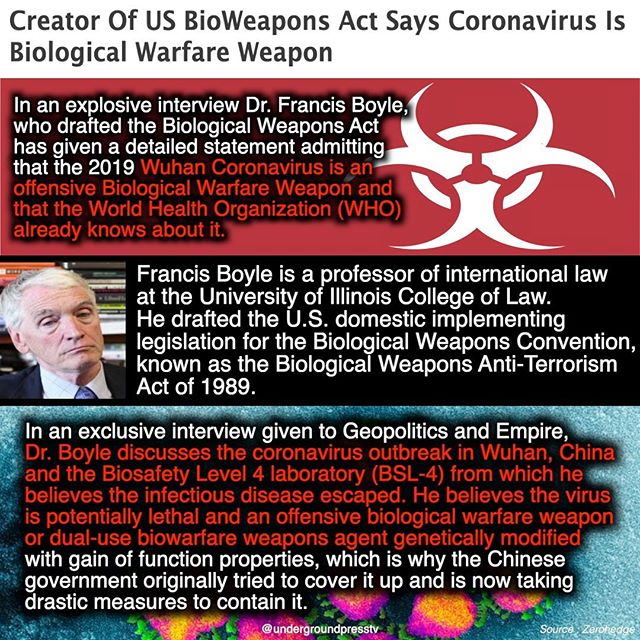 Creator Of US BioWeapons Act Says Coronavirus Is
Biological Warfare Weapon
In an explosive interview Dr. Francis Boyle,
who drafted the Biological Weapons Act
has given a detailed statement admitting
that the 2019 Wuhan Coronavirus is an
offensive Biological Warfare Weapon and
that the World Health Organization (WHO)
already knows about it.
Francis Boyle is a professor of international law
at the University of Illinois College of Law.
He drafted the U.S. domestic implementing
legislation for the Biological Weapons Convention,
known as the Biological Weapons Anti-Terrorism
Act of 1989.
In an exclusive interview given to Geopolitics and Empire,
Dr. Boyle discusses the coronavirus outbreak in Wuhan, China
and the Biosafety Level 4 laboratory (BSL-4) from which he
believes the infectious disease escaped. He believes the virus
is potentially lethal and an offensive biological warfare weapon
or dual-use biowarfare weapons agent genetically modified
with gain of function properties, which is why the Chinese
government originally tried to cover it up and is now taking
drastic measures to contain it.
@undergroundpresstv
Source : Zerohedge